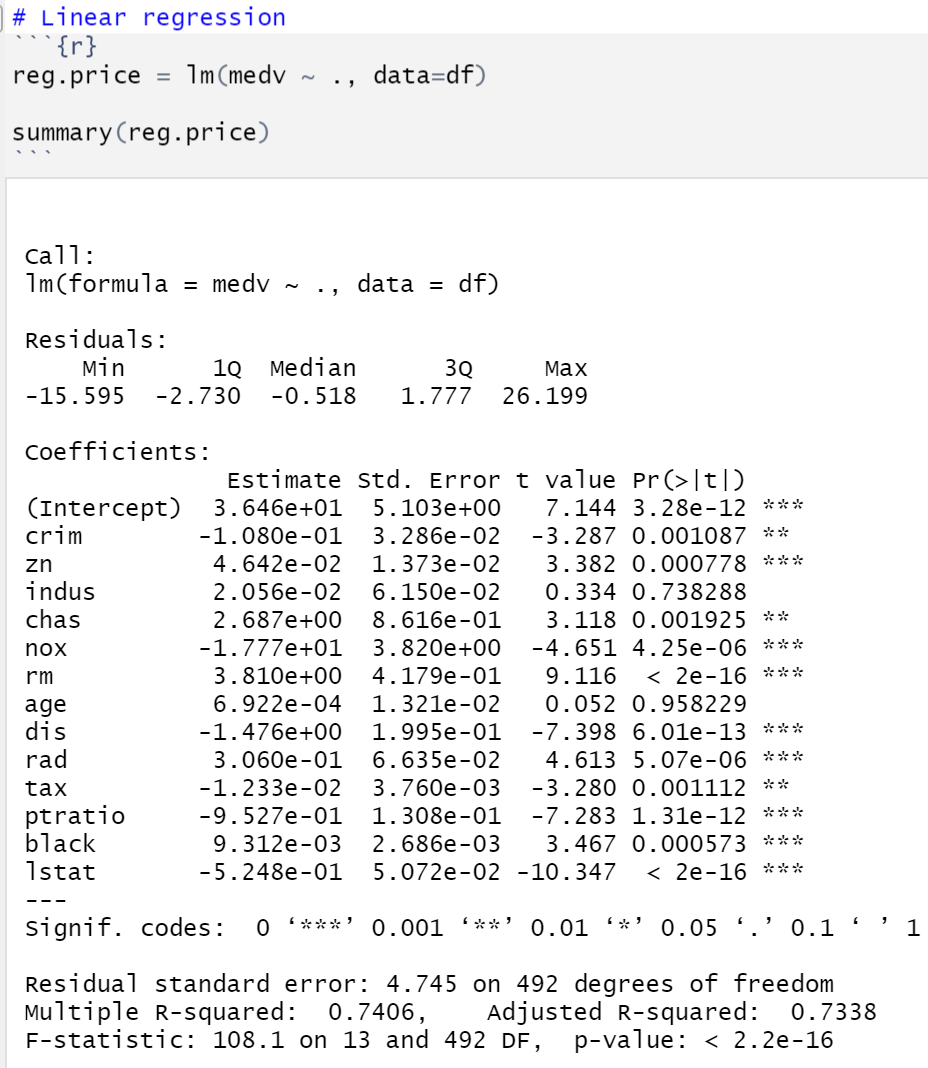 # Linear regression
```{r}
reg.price = lm(medv ~ ., data=df)

summary(reg.price)
```

Call:
lm(formula = medv ~ ., data = df)

Residuals:
    Min      1Q  Median      3Q     Max
-15.595  -2.730  -0.518   1.777  26.199

Coefficients:
              Estimate Std. Error t value Pr(>|t|)
(Intercept)  3.646e+01  5.103e+00   7.144 3.28e-12 ***
crim        -1.080e-01  3.286e-02  -3.287 0.001087 **
zn           4.642e-02  1.373e-02   3.382 0.000778 ***
indus        2.056e-02  6.150e-02   0.334 0.738288
chas         2.687e+00  8.616e-01   3.118 0.001925 **
nox         -1.777e+01  3.820e+00  -4.651 4.25e-06 ***
rm           3.810e+00  4.179e-01   9.116  < 2e-16 ***
age          6.922e-04  1.321e-02   0.052 0.958229
dis         -1.476e+00  1.995e-01  -7.398 6.01e-13 ***
rad          3.060e-01  6.635e-02   4.613 5.07e-06 ***
tax         -1.233e-02  3.760e-03  -3.280 0.001112 **
ptratio     -9.527e-01  1.308e-01  -7.283 1.31e-12 ***
black        9.312e-03  2.686e-03   3.467 0.000573 ***
lstat       -5.248e-01  5.072e-02 -10.347  < 2e-16 ***
---
Signif. codes:  0 ‘***’ 0.001 ‘**’ 0.01 ‘*’ 0.05 ‘.’ 0.1 ‘ ’ 1

Residual standard error: 4.745 on 492 degrees of freedom
Multiple R-squared:  0.7406,    Adjusted R-squared:  0.7338
F-statistic: 108.1 on 13 and 492 DF,  p-value: < 2.2e-16